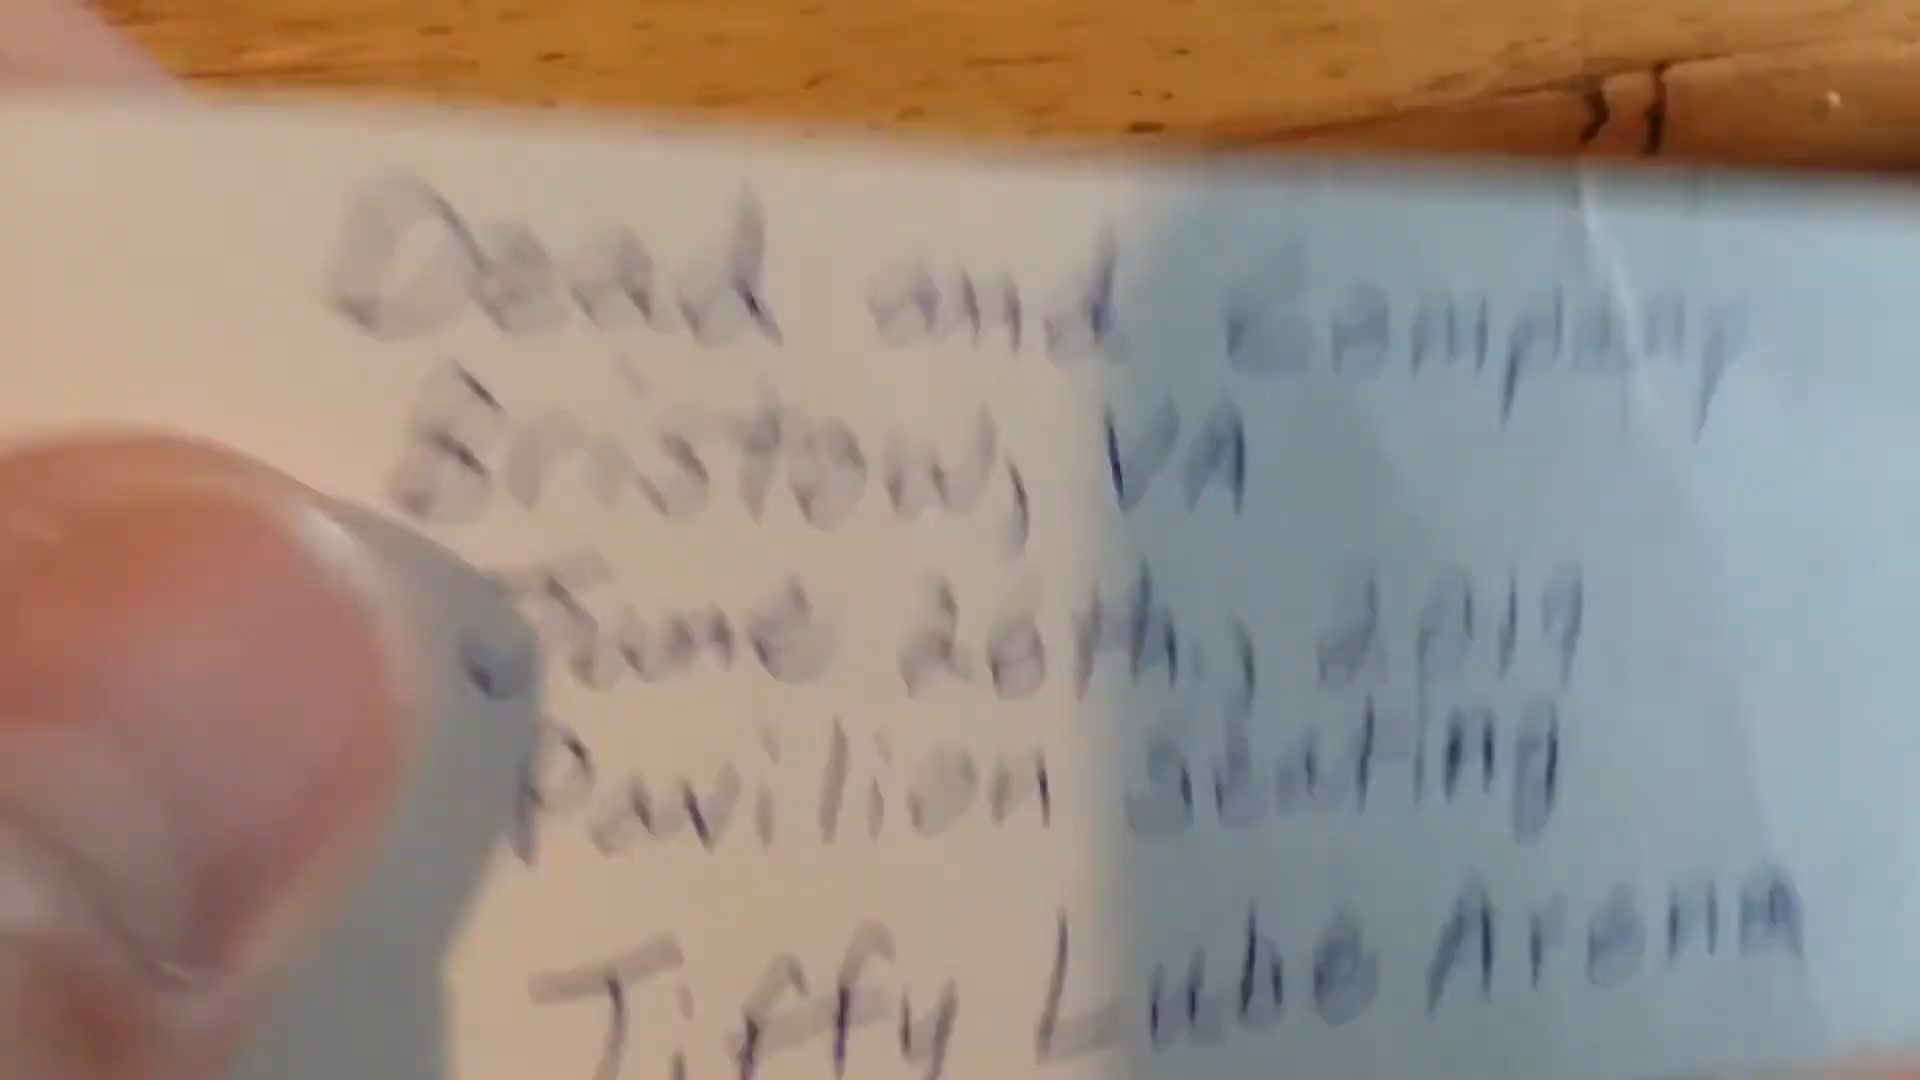 Dead and Company
Bristow, VA
June 20th, 2019
Pavilion Seating
Jiffy Lube Arena